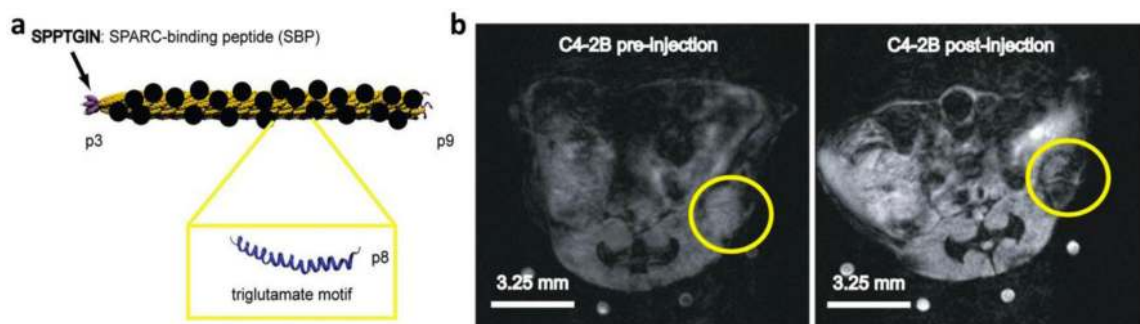 a
SPPTGIN: SPARC-binding peptide (SBP)
p3
p9
p8
triglutamate motif
b
C4-2B pre-injection
3.25 mm
C4-2B post-injection
3.25 mm